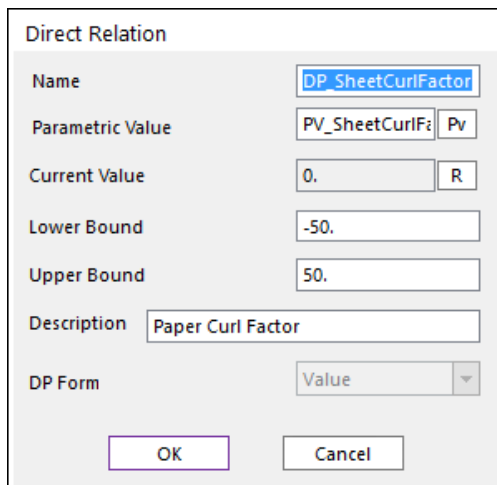 Direct Relation
Name DP_SheetCurlFactor
Parametric Value PV_SheetCurlFa Pv
Current Value 0. R
Lower Bound -50.
Upper Bound 50.
Description Paper Curl Factor
DP Form Value
OK Cancel